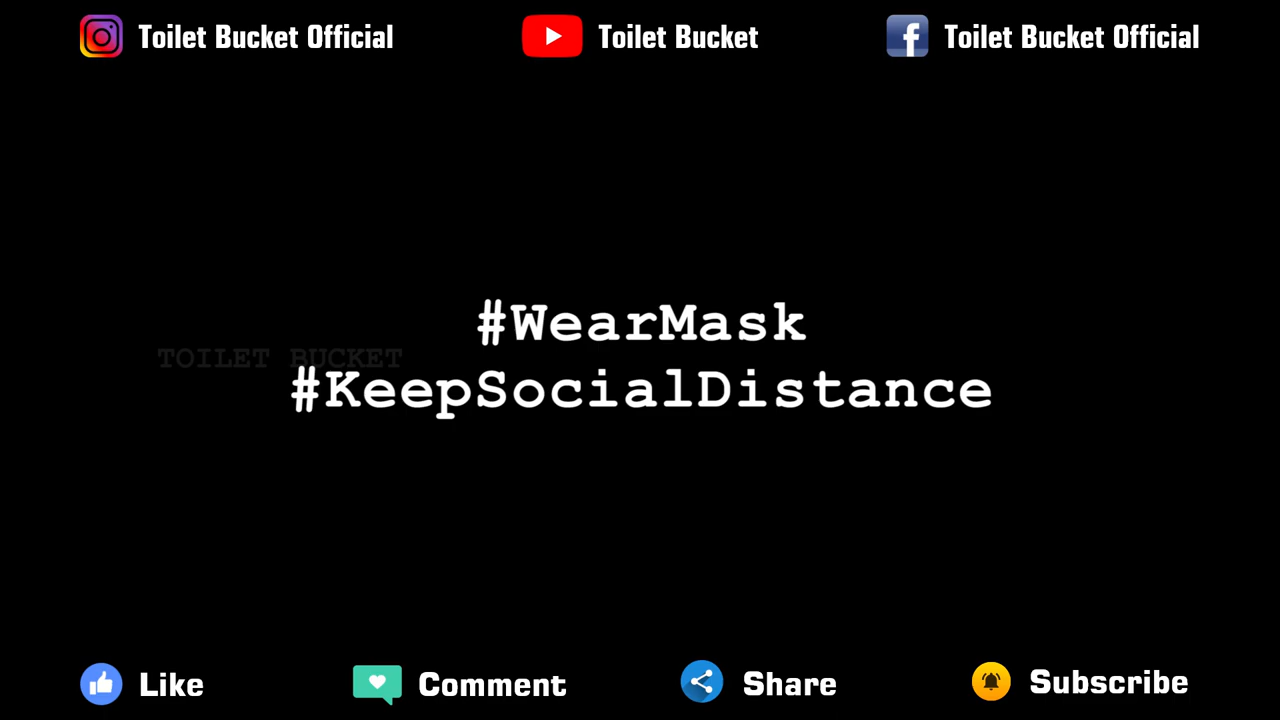 Toilet Bucket Official
Toilet Bucket
Toilet Bucket Official
#WearMask
TOILET BUCKET
#KeepSocialDistance
Like
Comment
Share
Subscribe